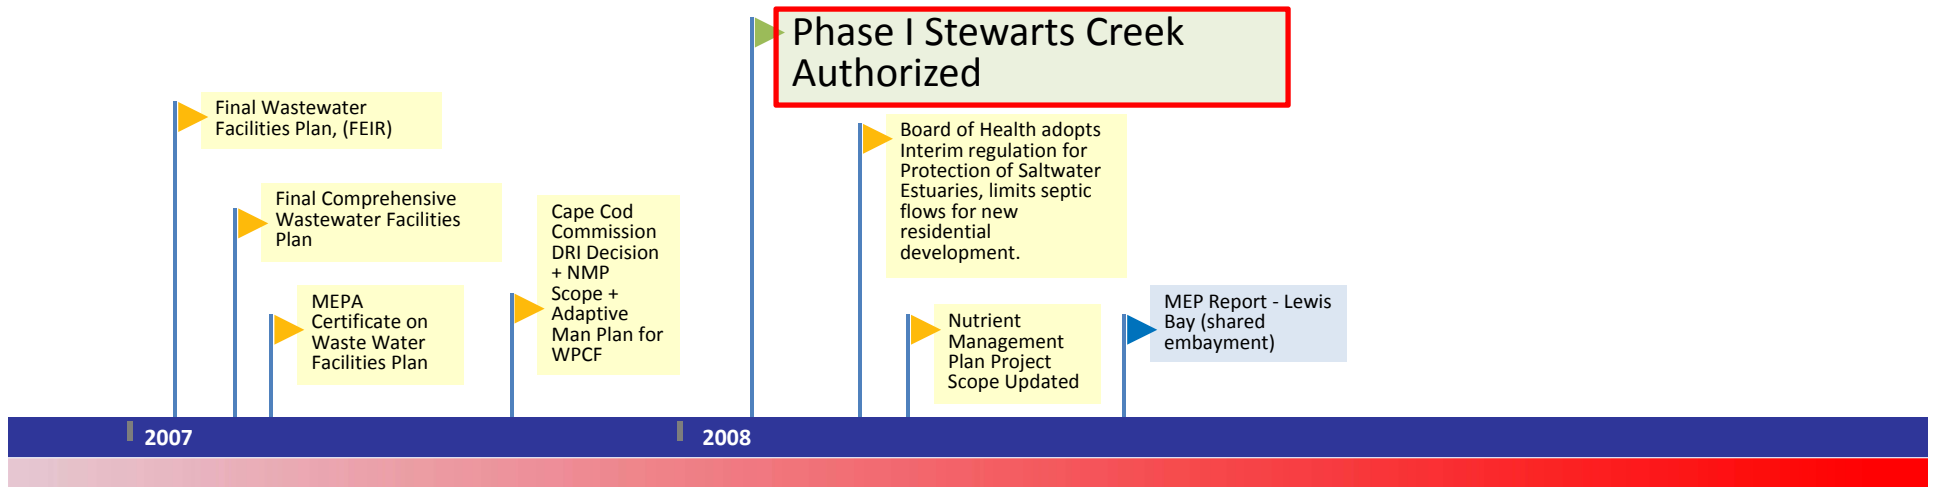 Phase I Stewarts Creek
Authorized
Final Wastewater
Facilities Plan, (FEIR)
Final Comprehensive
Wastewater Facilities
Plan
MEPA
Certificate on
Waste Water
Facilities Plan
Cape Cod
Commission
DRI Decision
+ NMP
Scope +
Adaptive
Man Plan for
WPCF
Board of Health adopts
Interim regulation for
Protection of Saltwater
Estuaries, limits septic
flows for new
residential
development.
Nutrient
Management
Plan Project
Scope Updated
MEP Report - Lewis
Bay (shared
embayment)
2007
2008